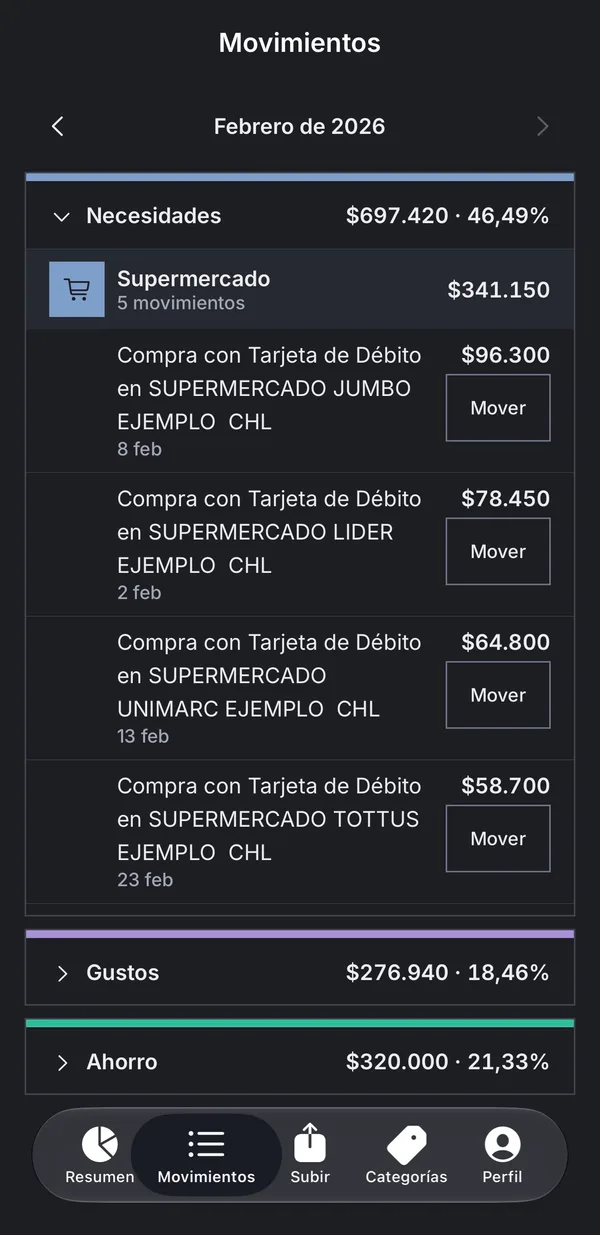 Movimientos
Febrero de 2026
Necesidades $697.420 · 46,49%
Supermercado $341.150
5 movimientos
Compra con Tarjeta de Débito $96.300
en SUPERMERCADO JUMBO
Mover
EJEMPLO  CHL
8 feb
Compra con Tarjeta de Débito $78.450
en SUPERMERCADO LIDER
Mover
EJEMPLO  CHL
2 feb
Compra con Tarjeta de Débito $64.800
en SUPERMERCADO
Mover
UNIMARC EJEMPLO  CHL
13 feb
Compra con Tarjeta de Débito $58.700
en SUPERMERCADO TOTTUS
Mover
EJEMPLO  CHL
23 feb
Gustos $276.940 · 18,46%
Ahorro $320.000 · 21,33%
Resumen Movimientos Subir Categorías Perfil